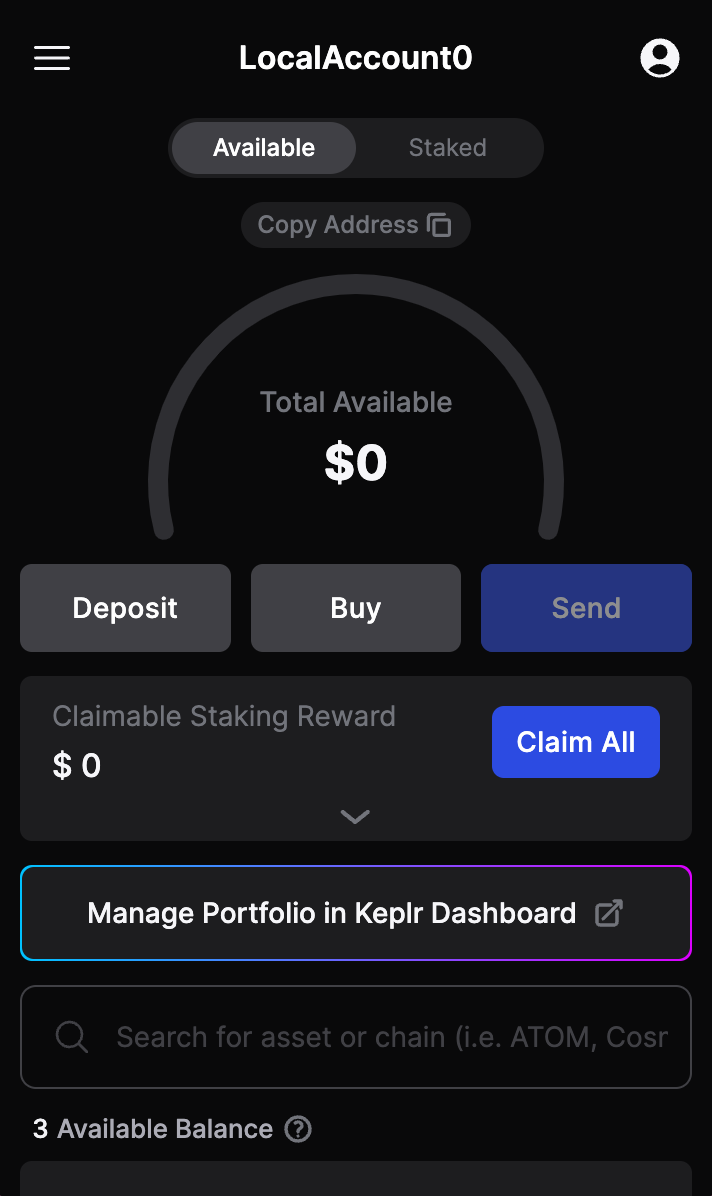 LocalAccount0
Available Staked
Copy Address
Total Available
$0
Deposit Buy Send
Claimable Staking Reward
$ 0
Claim All
Manage Portfolio in Keplr Dashboard
Search for asset or chain (i.e. ATOM, Cosr
3 Available Balance